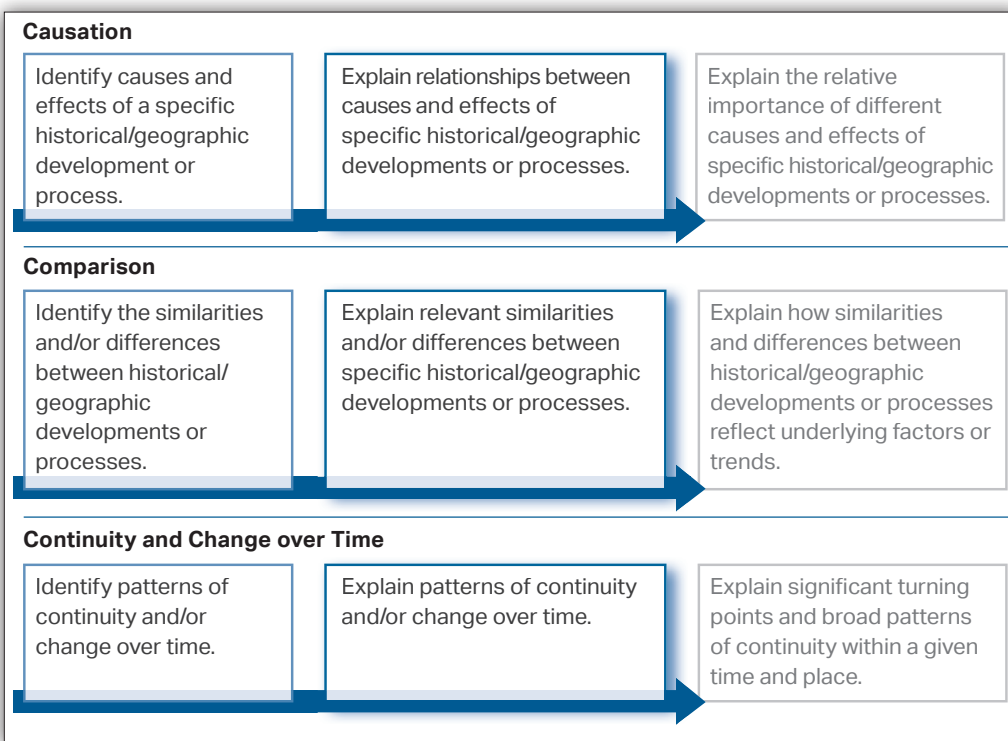 Causation
Identify causes and
effects of a specific
historical/geographic
development or
process.
Explain relationships between
causes and effects of
specific historical/geographic
developments or processes.
Explain the relative
importance of different
causes and effects of
specific historical/geographic
developments or processes.
Comparison
Identify the similarities
and/or differences
between historical/
geographic
developments or
processes.
Explain relevant similarities
and/or differences between
specific historical/geographic
developments or processes.
Explain how similarities
and differences between
historical/geographic
developments or processes
reflect underlying factors or
trends.
Continuity and Change over Time
Identify patterns of
continuity and/or
change over time.
Explain patterns of continuity
and/or change over time.
Explain significant turning
points and broad patterns
of continuity within a given
time and place.